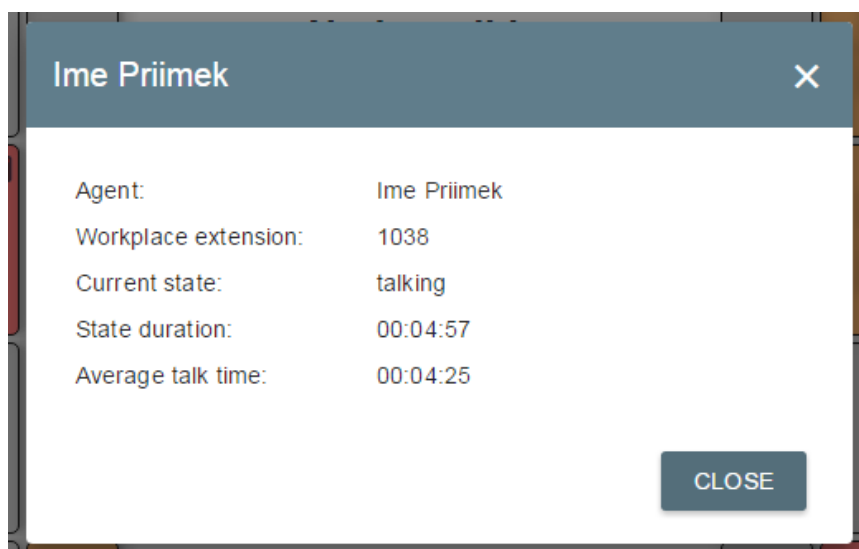 Ime Priimek
Agent: Ime Priimek
Workplace extension: 1038
Current state: talking
State duration: 00:04:57
Average talk time: 00:04:25
CLOSE